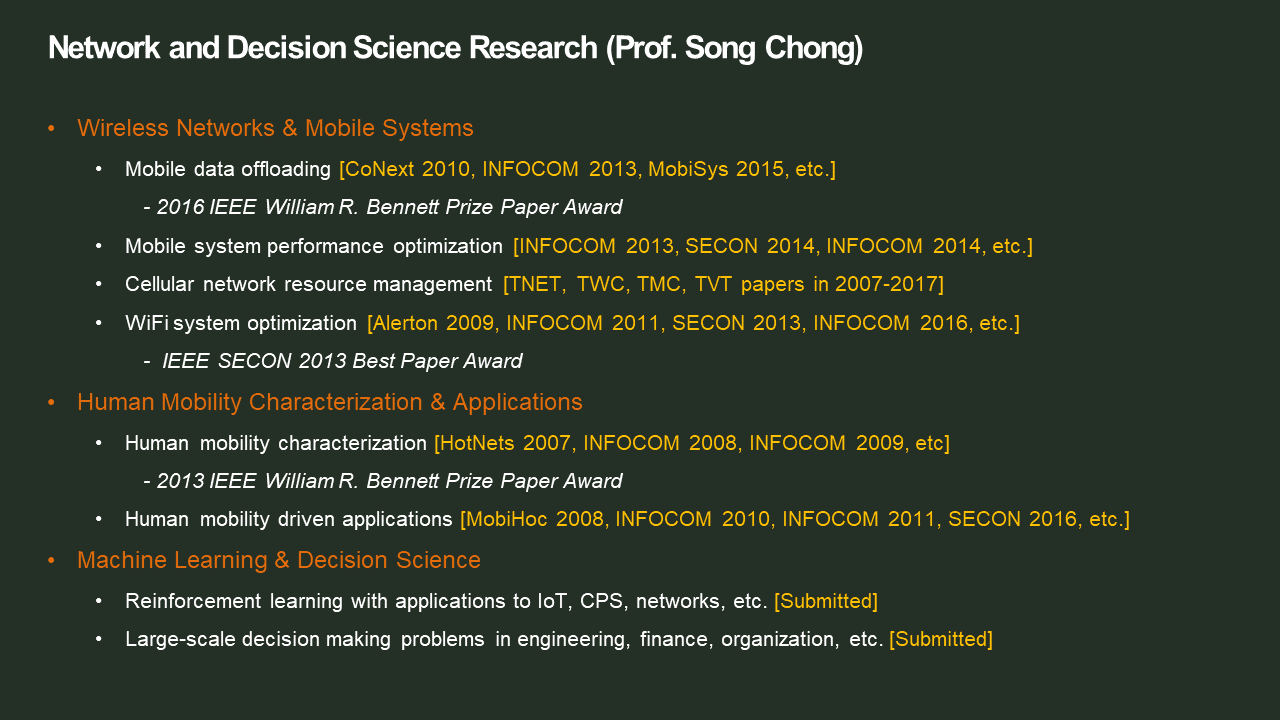 Network and Decision Science Research (Prof. Song Chong)
• Wireless Networks & Mobile Systems
• Mobile data offloading [CoNext 2010, INFOCOM 2013, MobiSys 2015, etc.]
- 2016 IEEE William R. Bennett Prize Paper Award
• Mobile system performance optimization [INFOCOM 2013, SECON 2014, INFOCOM 2014, etc.]
• Cellular network resource management [TNET, TWC, TMC, TVT papers in 2007-2017]
• WiFi system optimization [Alerton 2009, INFOCOM 2011, SECON 2013, INFOCOM 2016, etc.]
- IEEE SECON 2013 Best Paper Award
• Human Mobility Characterization & Applications
• Human mobility characterization [HotNets 2007, INFOCOM 2008, INFOCOM 2009, etc]
- 2013 IEEE William R. Bennett Prize Paper Award
• Human mobility driven applications [MobiHoc 2008, INFOCOM 2010, INFOCOM 2011, SECON 2016, etc.]
• Machine Learning & Decision Science
• Reinforcement learning with applications to IoT, CPS, networks, etc. [Submitted]
• Large-scale decision making problems in engineering, finance, organization, etc. [Submitted]